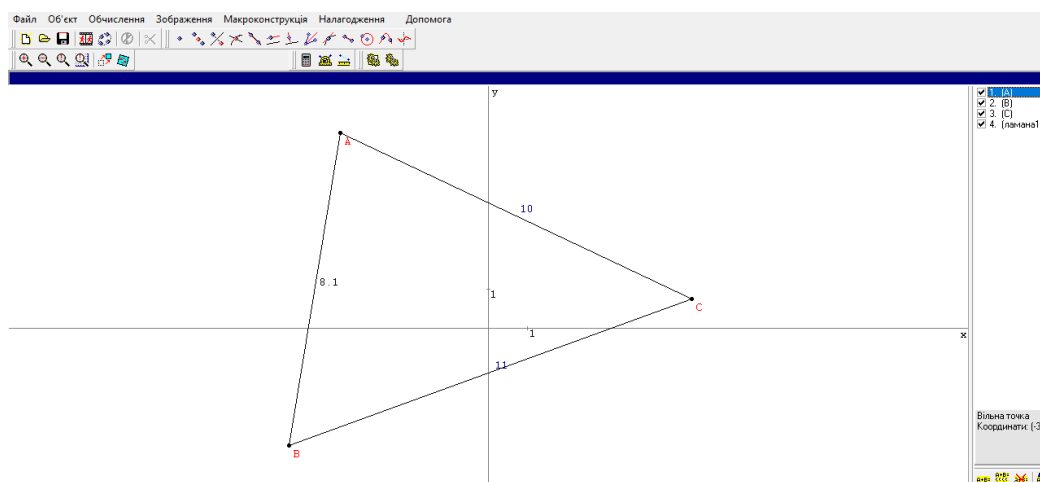 Файл Об'єкт Обчислення Зображення Макроконструкція Налагодження Допомога
y
1. (A)
2. (B)
3. (C)
4. (ламана1
A
10
8.1
1
C
1
x
11
Вільна точка
Координати: (-3
B